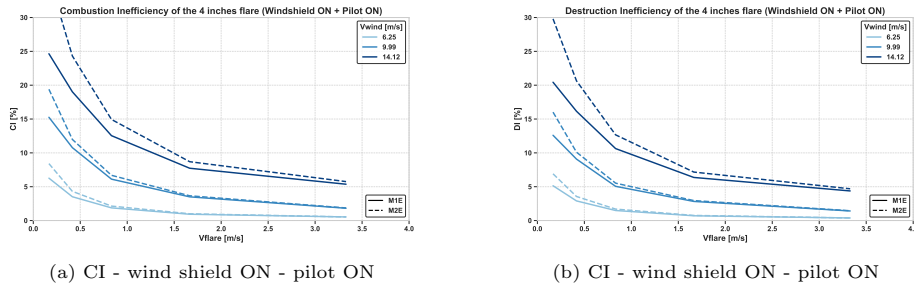 Combustion Inefficiency of the 4 inches flare (Windshield ON + Pilot ON)
30
25
20
15
10
5
0
CI [%]
0.0 0.5 1.0 1.5 2.0 2.5 3.0 3.5 4.0
Vflare [m/s]
Vwind [m/s]
6.25
9.99
14.12
M1E
M2E
(a) CI - wind shield ON - pilot ON
Destruction Inefficiency of the 4 inches flare (Windshield ON + Pilot ON)
30
25
20
15
10
5
0
DI [%]
0.0 0.5 1.0 1.5 2.0 2.5 3.0 3.5 4.0
Vflare [m/s]
Vwind [m/s]
6.25
9.99
14.12
M1E
M2E
(b) CI - wind shield ON - pilot ON